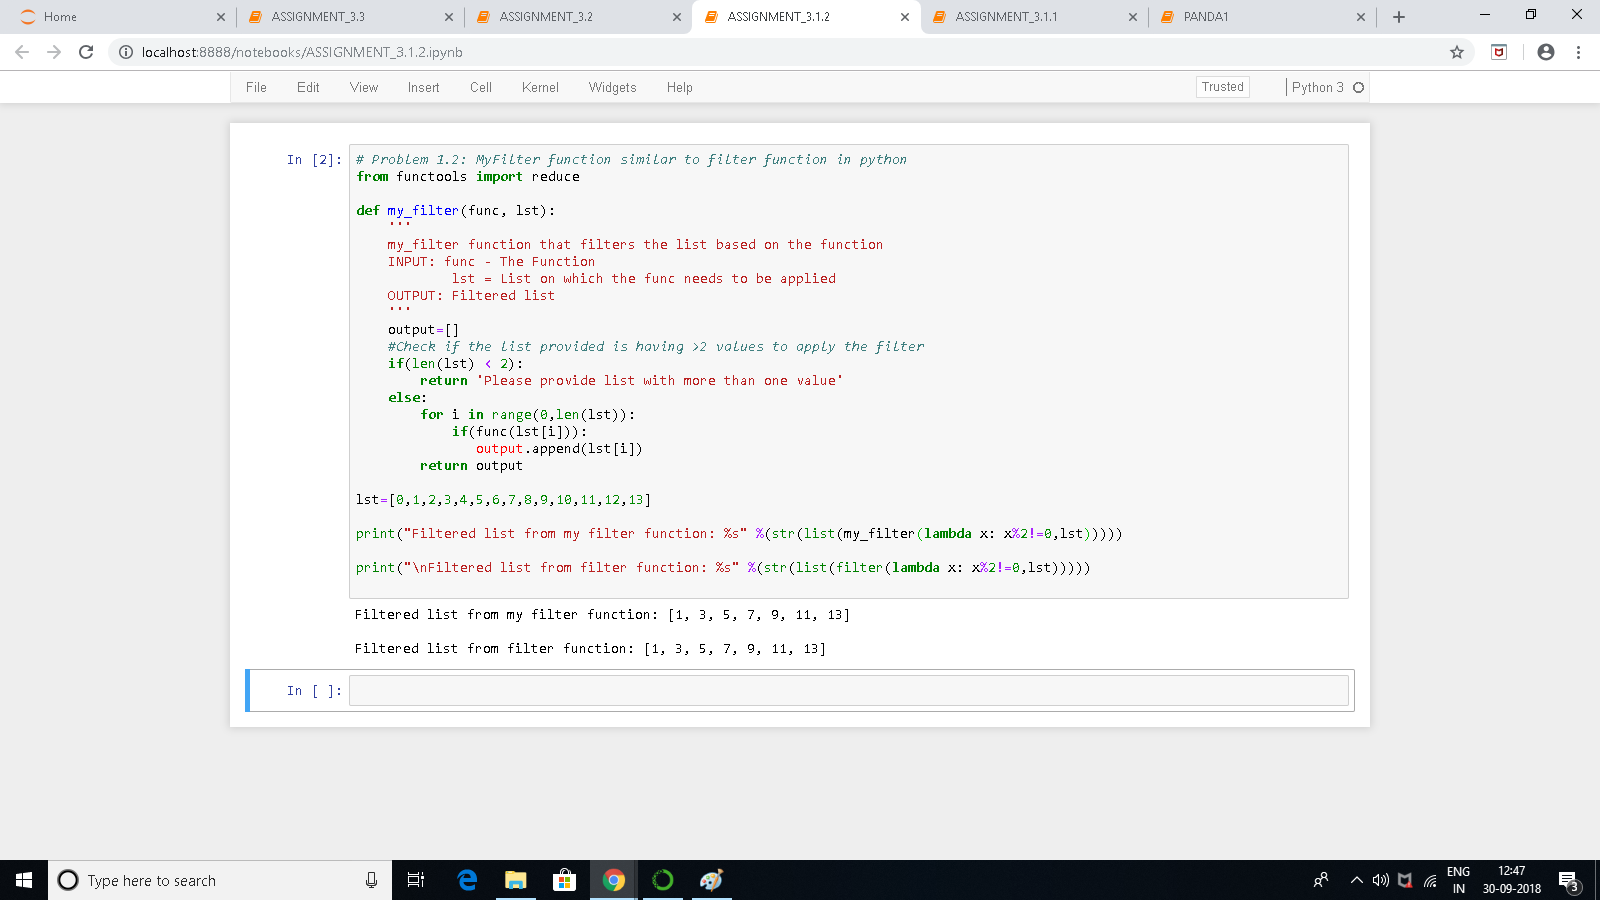 Home
ASSIGNMENT_3.3
ASSIGNMENT_3.2
ASSIGNMENT_3.1.2
ASSIGNMENT_3.1.1
PANDA1
localhost:8888/notebooks/ASSIGNMENT_3.1.2.ipynb
File Edit View Insert Cell Kernel Widgets Help Trusted Python 3
In [2]: # Problem 1.2: MyFilter function similar to filter function in python
from functools import reduce
def my_filter(func, lst):
'''
my_filter function that filters the list based on the function
INPUT: func - The Function
lst = List on which the func needs to be applied
OUTPUT: Filtered list
'''
output=[]
#Check if the list provided is having >2 values to apply the filter
if(len(lst) < 2):
return 'Please provide list with more than one value'
else:
for i in range(0,len(lst)):
if(func(lst[i])):
output.append(lst[i])
return output
lst=[0,1,2,3,4,5,6,7,8,9,10,11,12,13]
print("Filtered list from my filter function: %s" %(str(list(my_filter(lambda x: x%2!=0,lst)))))
print("\nFiltered list from filter function: %s" %(str(list(filter(lambda x: x%2!=0,lst)))))
Filtered list from my filter function: [1, 3, 5, 7, 9, 11, 13]
Filtered list from filter function: [1, 3, 5, 7, 9, 11, 13]
In [ ]:
Type here to search
ENG
IN
12:47
30-09-2018
3